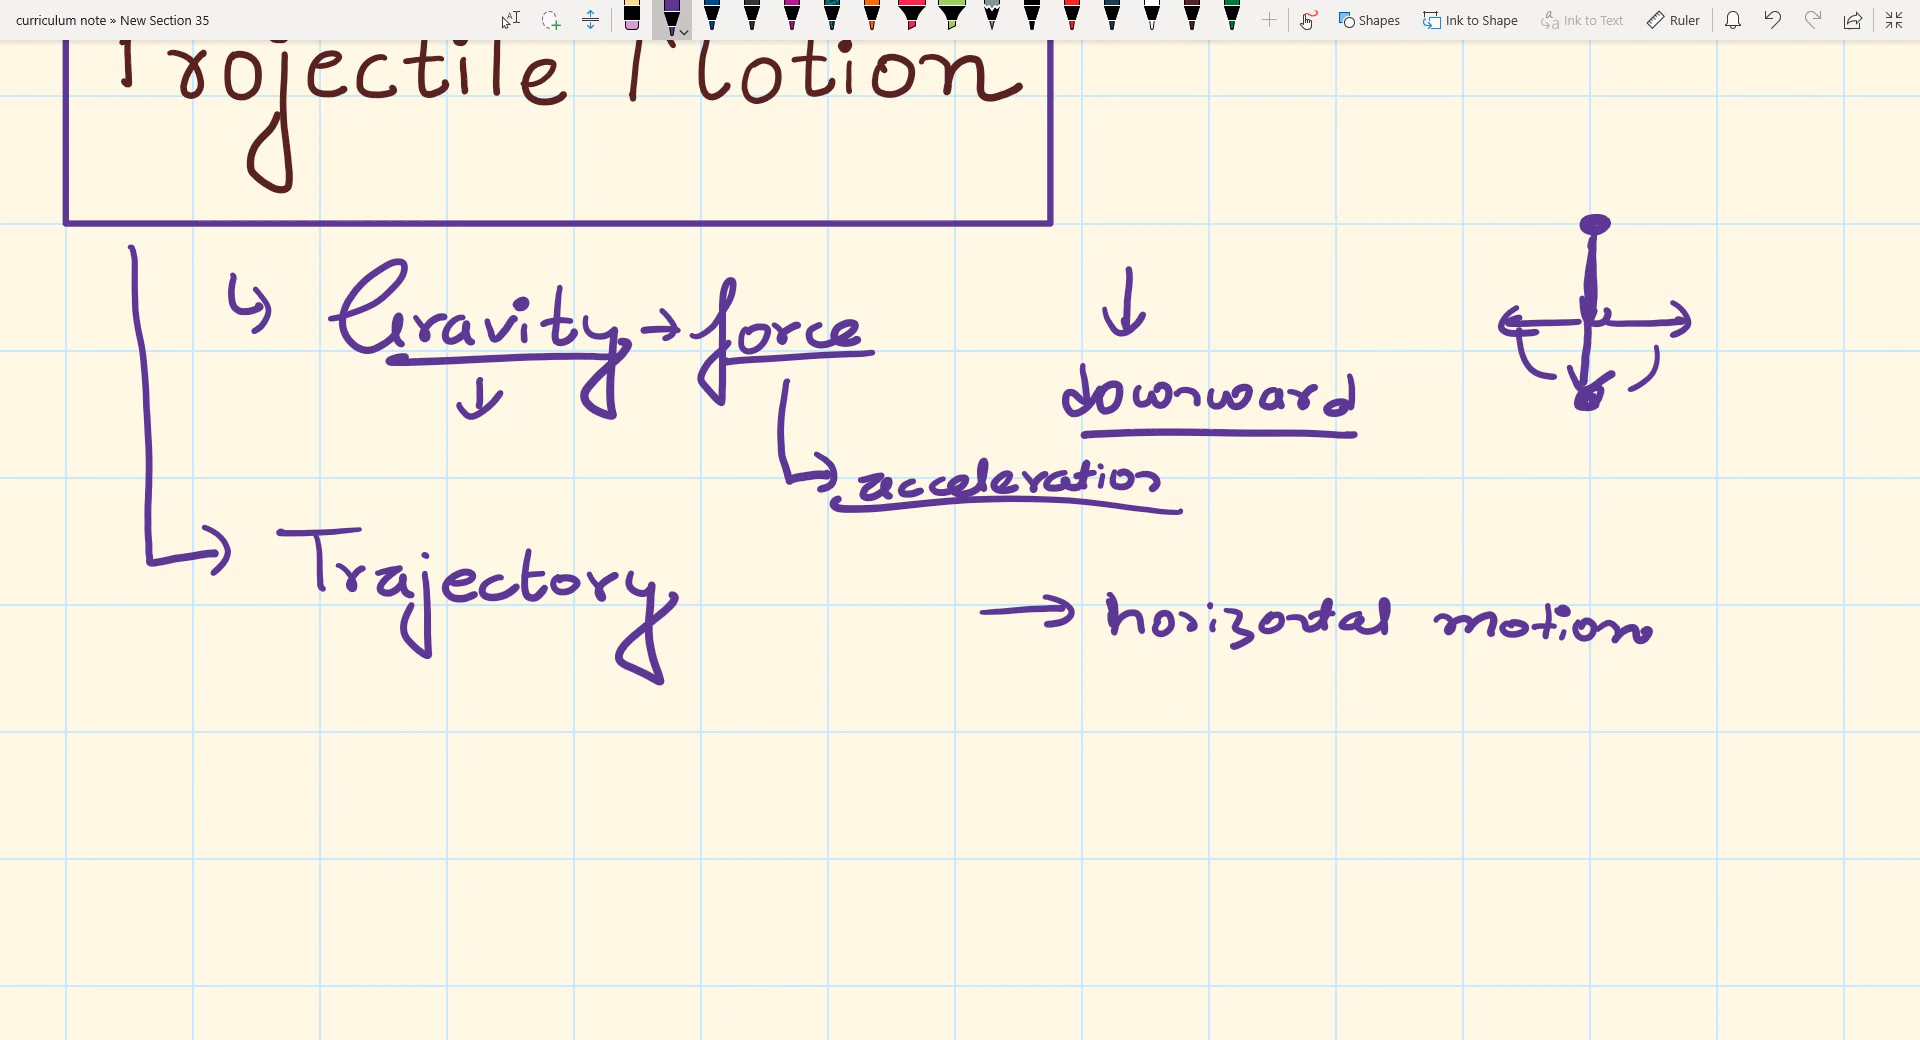 curriculum note » New Section 35
Shapes
Ink to Shape
Ink to Text
Ruler
Projectile Motion
Gravity → force
downward
acceleration
Trajectory
→ horizontal motion